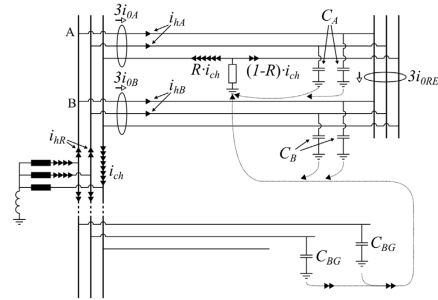 3i0A
ihA
CA
A
R·ich
(1-R)·ich
3i0RE
3i0B
ihB
B
CB
ihR
ich
CBG
CBG